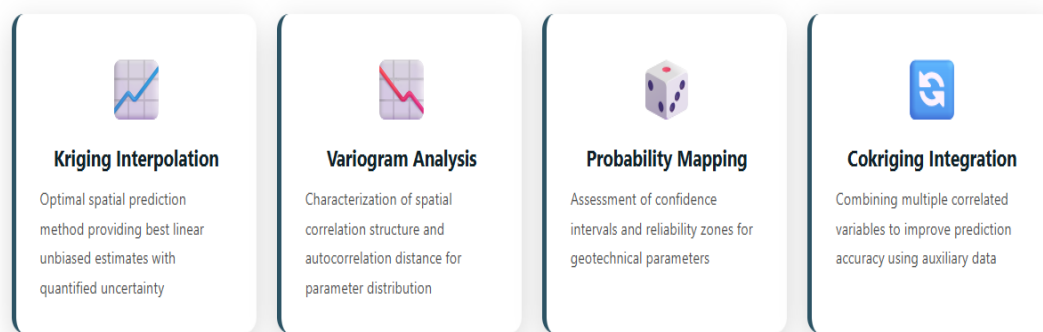 Kriging Interpolation
Optimal spatial prediction
method providing best linear
unbiased estimates with
quantified uncertainty
Variogram Analysis
Characterization of spatial
correlation structure and
autocorrelation distance for
parameter distribution
Probability Mapping
Assessment of confidence
intervals and reliability zones for
geotechnical parameters
Cokriging Integration
Combining multiple correlated
variables to improve prediction
accuracy using auxiliary data